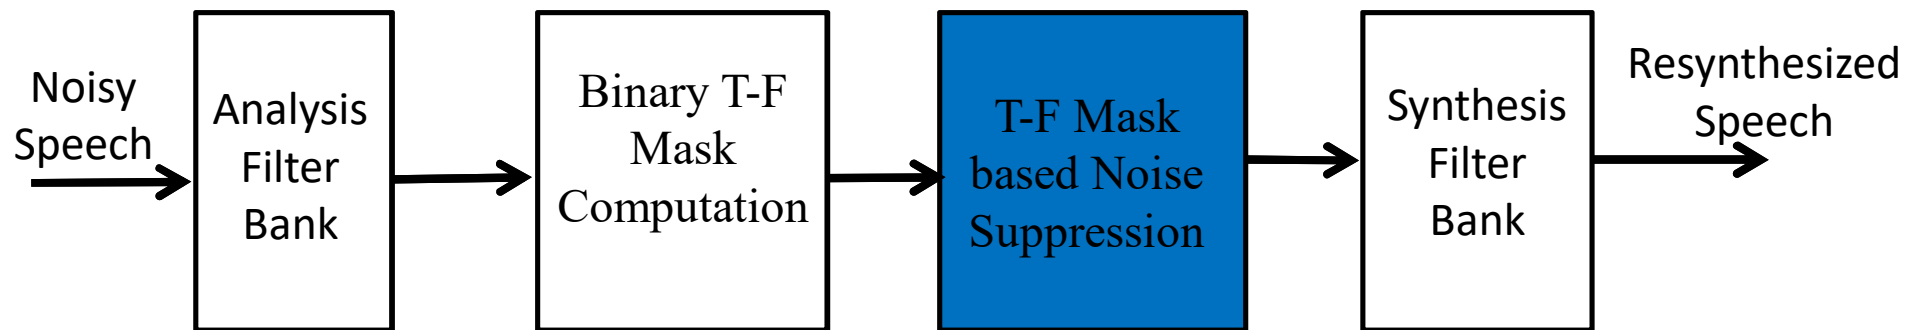 Noisy
Speech
Analysis
Filter
Bank
Binary T-F
Mask
Computation
T-F Mask
based Noise
Suppression
Synthesis
Filter
Bank
Resynthesized
Speech